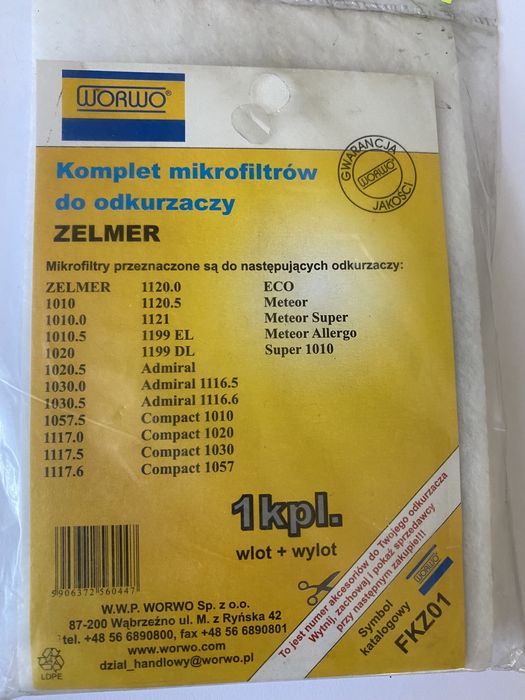 WORWO®
Komplet mikrofiltrów
do odkurzaczy
ZELMER
GWARANCJA
WORWO
JAKOŚCI
Mikrofiltry przeznaczone są do następujących odkurzaczy:
ZELMER
1010
1010.0
1010.5
1020
1020.5
1030.0
1030.5
1057.5
1117.0
1117.5
1117.6
1120.0
1120.5
1121
1199 EL
1199 DL
Admiral
Admiral 1116.5
Admiral 1116.6
Compact 1010
Compact 1020
Compact 1030
Compact 1057
ECO
Meteor
Meteor Super
Meteor Allergo
Super 1010
1kpl.
wlot + wylot
5906372560447
W.W.P. WORWO Sp. z o.o.
87-200 Wąbrzeźno ul. M. z Ryńska 42
tel. +48 56 6890800, fax +48 56 6890801
www.worwo.com
dzial_handlowy@worwo.pl
LDPE
To jest numer akcesoriów do Twojego odkurzacza
Wytnij, zachowaj i pokaż sprzedawcy
przy następnym zakupie!!!
WORWO
Symbol
katalogowy
FKZ01